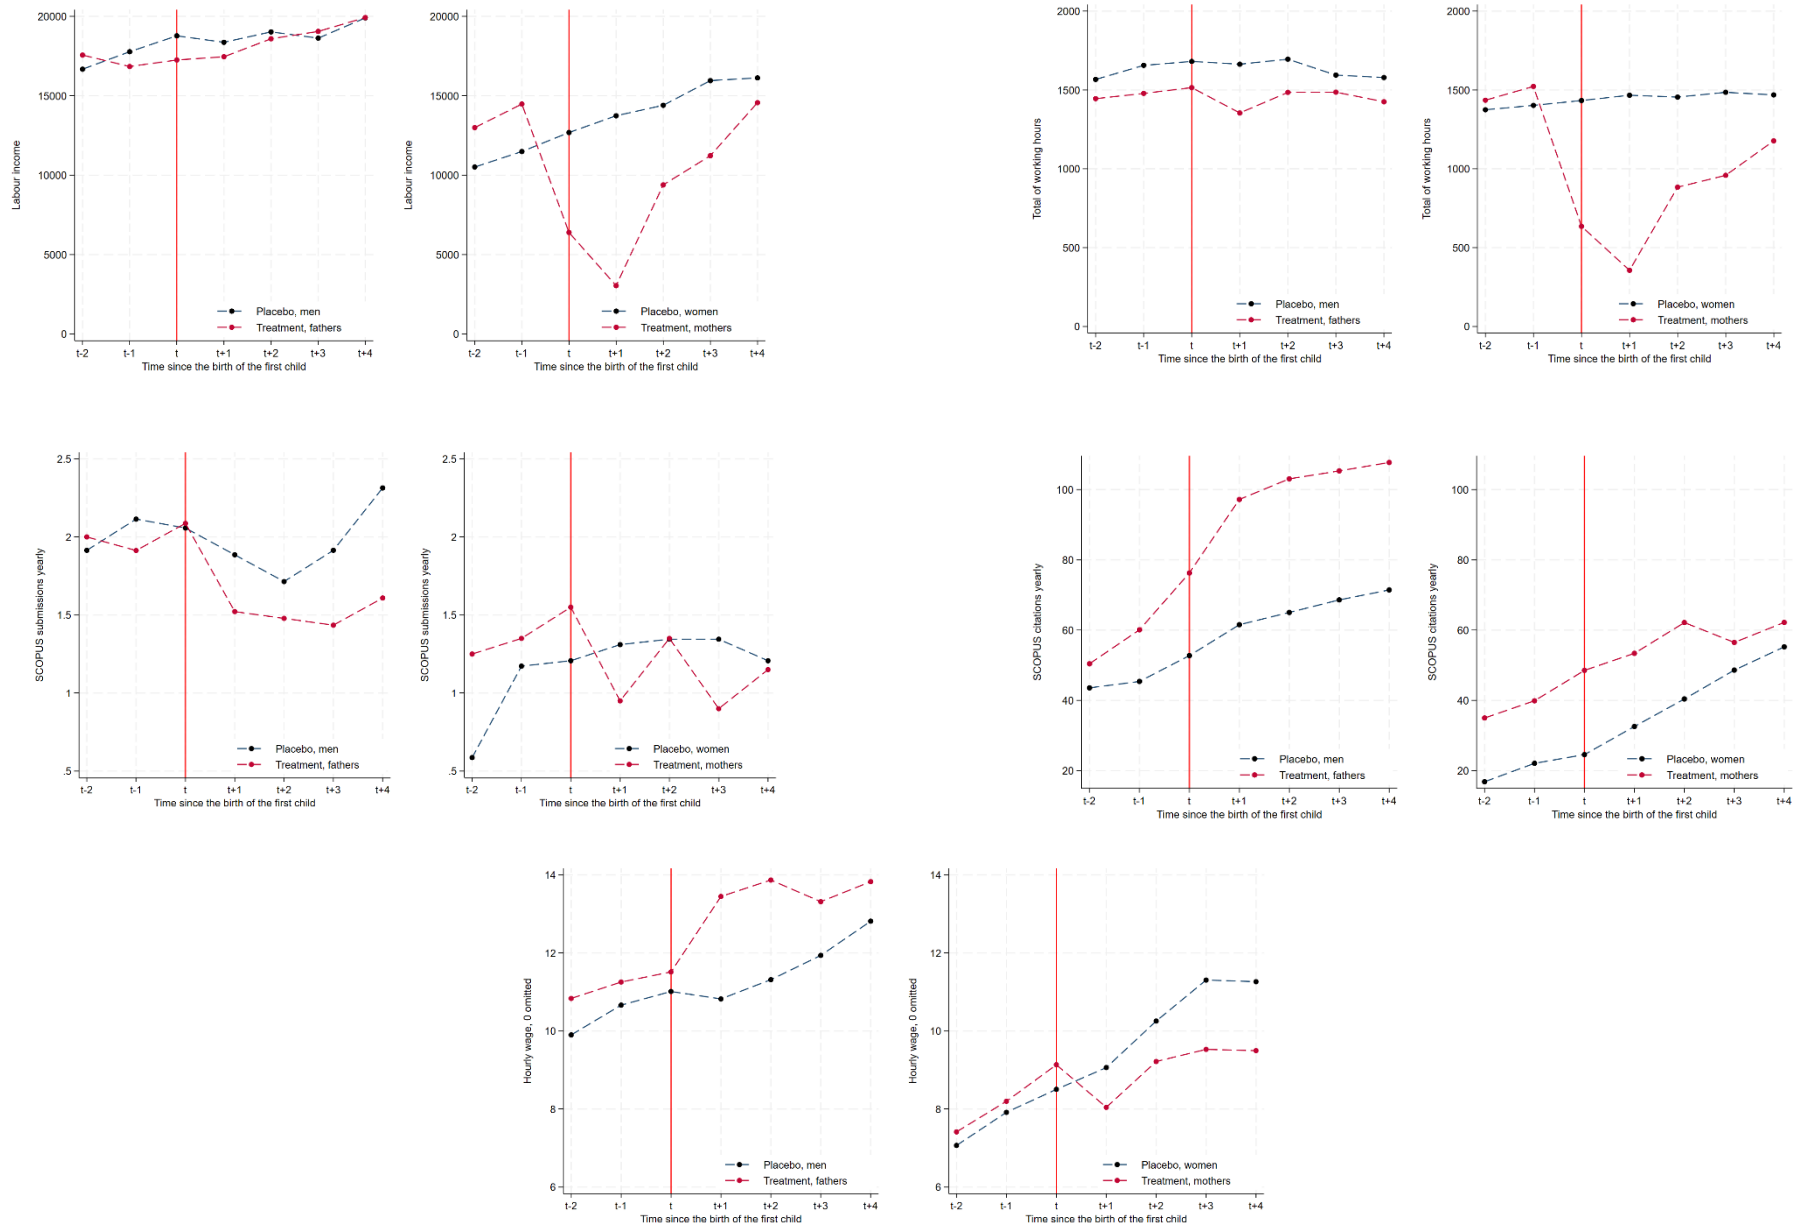 Labour income
20000
15000
10000
5000
0
Placebo, men
Treatment, fathers
t-2 t-1 t t+1 t+2 t+3 t+4
Time since the birth of the first child
Labour income
20000
15000
10000
5000
0
Placebo, women
Treatment, mothers
t-2 t-1 t t+1 t+2 t+3 t+4
Time since the birth of the first child
Total of working hours
2000
1500
1000
500
0
Placebo, men
Treatment, fathers
t-2 t-1 t t+1 t+2 t+3 t+4
Time since the birth of the first child
Total of working hours
2000
1500
1000
500
0
Placebo, women
Treatment, mothers
t-2 t-1 t t+1 t+2 t+3 t+4
Time since the birth of the first child
SCOPUS submissions yearly
2.5
2
1.5
1
.5
Placebo, men
Treatment, fathers
t-2 t-1 t t+1 t+2 t+3 t+4
Time since the birth of the first child
SCOPUS submissions yearly
2.5
2
1.5
1
.5
Placebo, women
Treatment, mothers
t-2 t-1 t t+1 t+2 t+3 t+4
Time since the birth of the first child
SCOPUS citations yearly
100
80
60
40
20
Placebo, men
Treatment, fathers
t-2 t-1 t t+1 t+2 t+3 t+4
Time since the birth of the first child
SCOPUS citations yearly
100
80
60
40
20
Placebo, women
Treatment, mothers
t-2 t-1 t t+1 t+2 t+3 t+4
Time since the birth of the first child
Hourly wage, 0 omitted
14
12
10
8
6
Placebo, men
Treatment, fathers
t-2 t-1 t t+1 t+2 t+3 t+4
Time since the birth of the first child
Hourly wage, 0 omitted
14
12
10
8
6
Placebo, women
Treatment, mothers
t-2 t-1 t t+1 t+2 t+3 t+4
Time since the birth of the first child